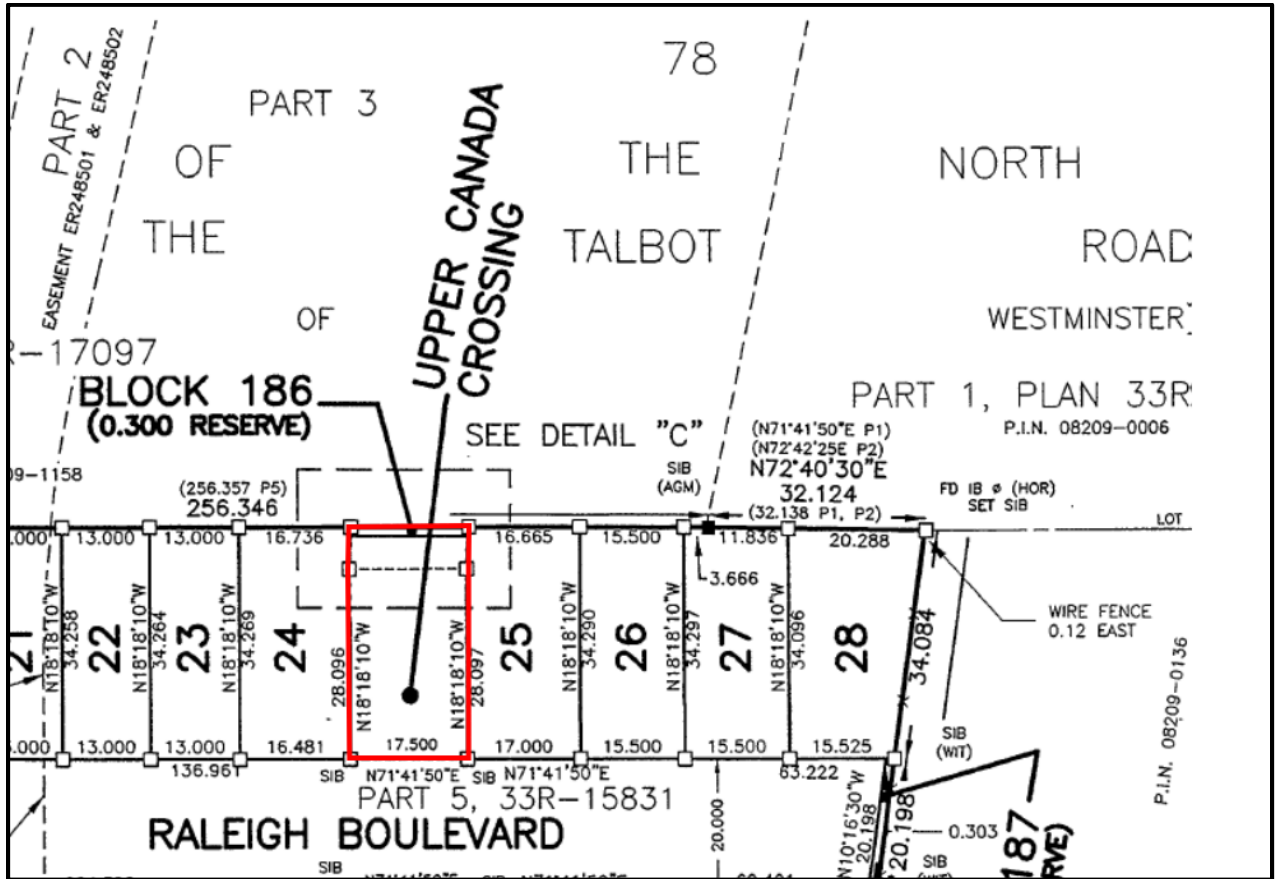 PART 2
EASEMENT ER248501 & ER248502
PART 3
78
OF
THE
NORTH
THE
TALBOT
ROAD
OF
WESTMINSTER
UPPER CANADA
CROSSING
R-17097
BLOCK 186
(0.300 RESERVE)
PART 1, PLAN 33R
P.I.N. 08209-0006
SEE DETAIL "C"
(N71°41'50"E P1)
(N72°42'25E P2)
N72°40'30"E
32.124
(32.138 P1, P2)
SIB
(AGM)
FD IB ø (HOR)
SET SIB
LOT
09-1158
(256.357 P5)
256.346
.000
13.000
13.000
16.736
16.665
15.500
11.836
20.288
3.666
WIRE FENCE
0.12 EAST
21
N18°18'10"W
34.258
22
N18°18'10"W
34.264
23
N18°18'10"W
34.269
24
28.096
N18°18'10"W
N18°18'10"W
28.097
25
N18°18'10"W
34.290
26
N18°18'10"W
34.297
27
N18°18'10"W
34.096
28
34.084
P.I.N. 08209-0136
SIB
(WIT)
.000
13.000
13.000
16.481
17.500
17.000
15.500
15.500
15.525
136.961
SIB
N71°41'50"E
SIB
N71°41'50"E
63.222
PART 5, 33R-15831
RALEIGH BOULEVARD
20.000
N10°16'30"W
20.198
20.198
0.303
187
RVE)
SIB
SIB